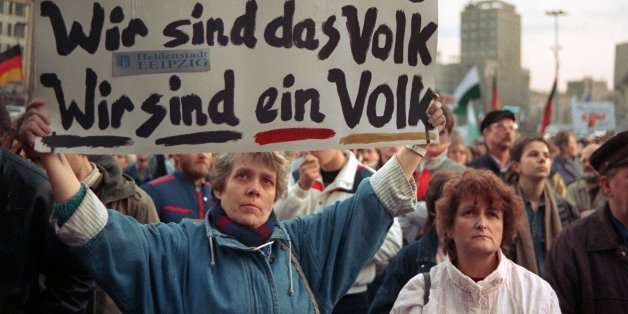 Wir sind das Volk
Heldenstadt
LEIPZIG
Wir sind ein Volk